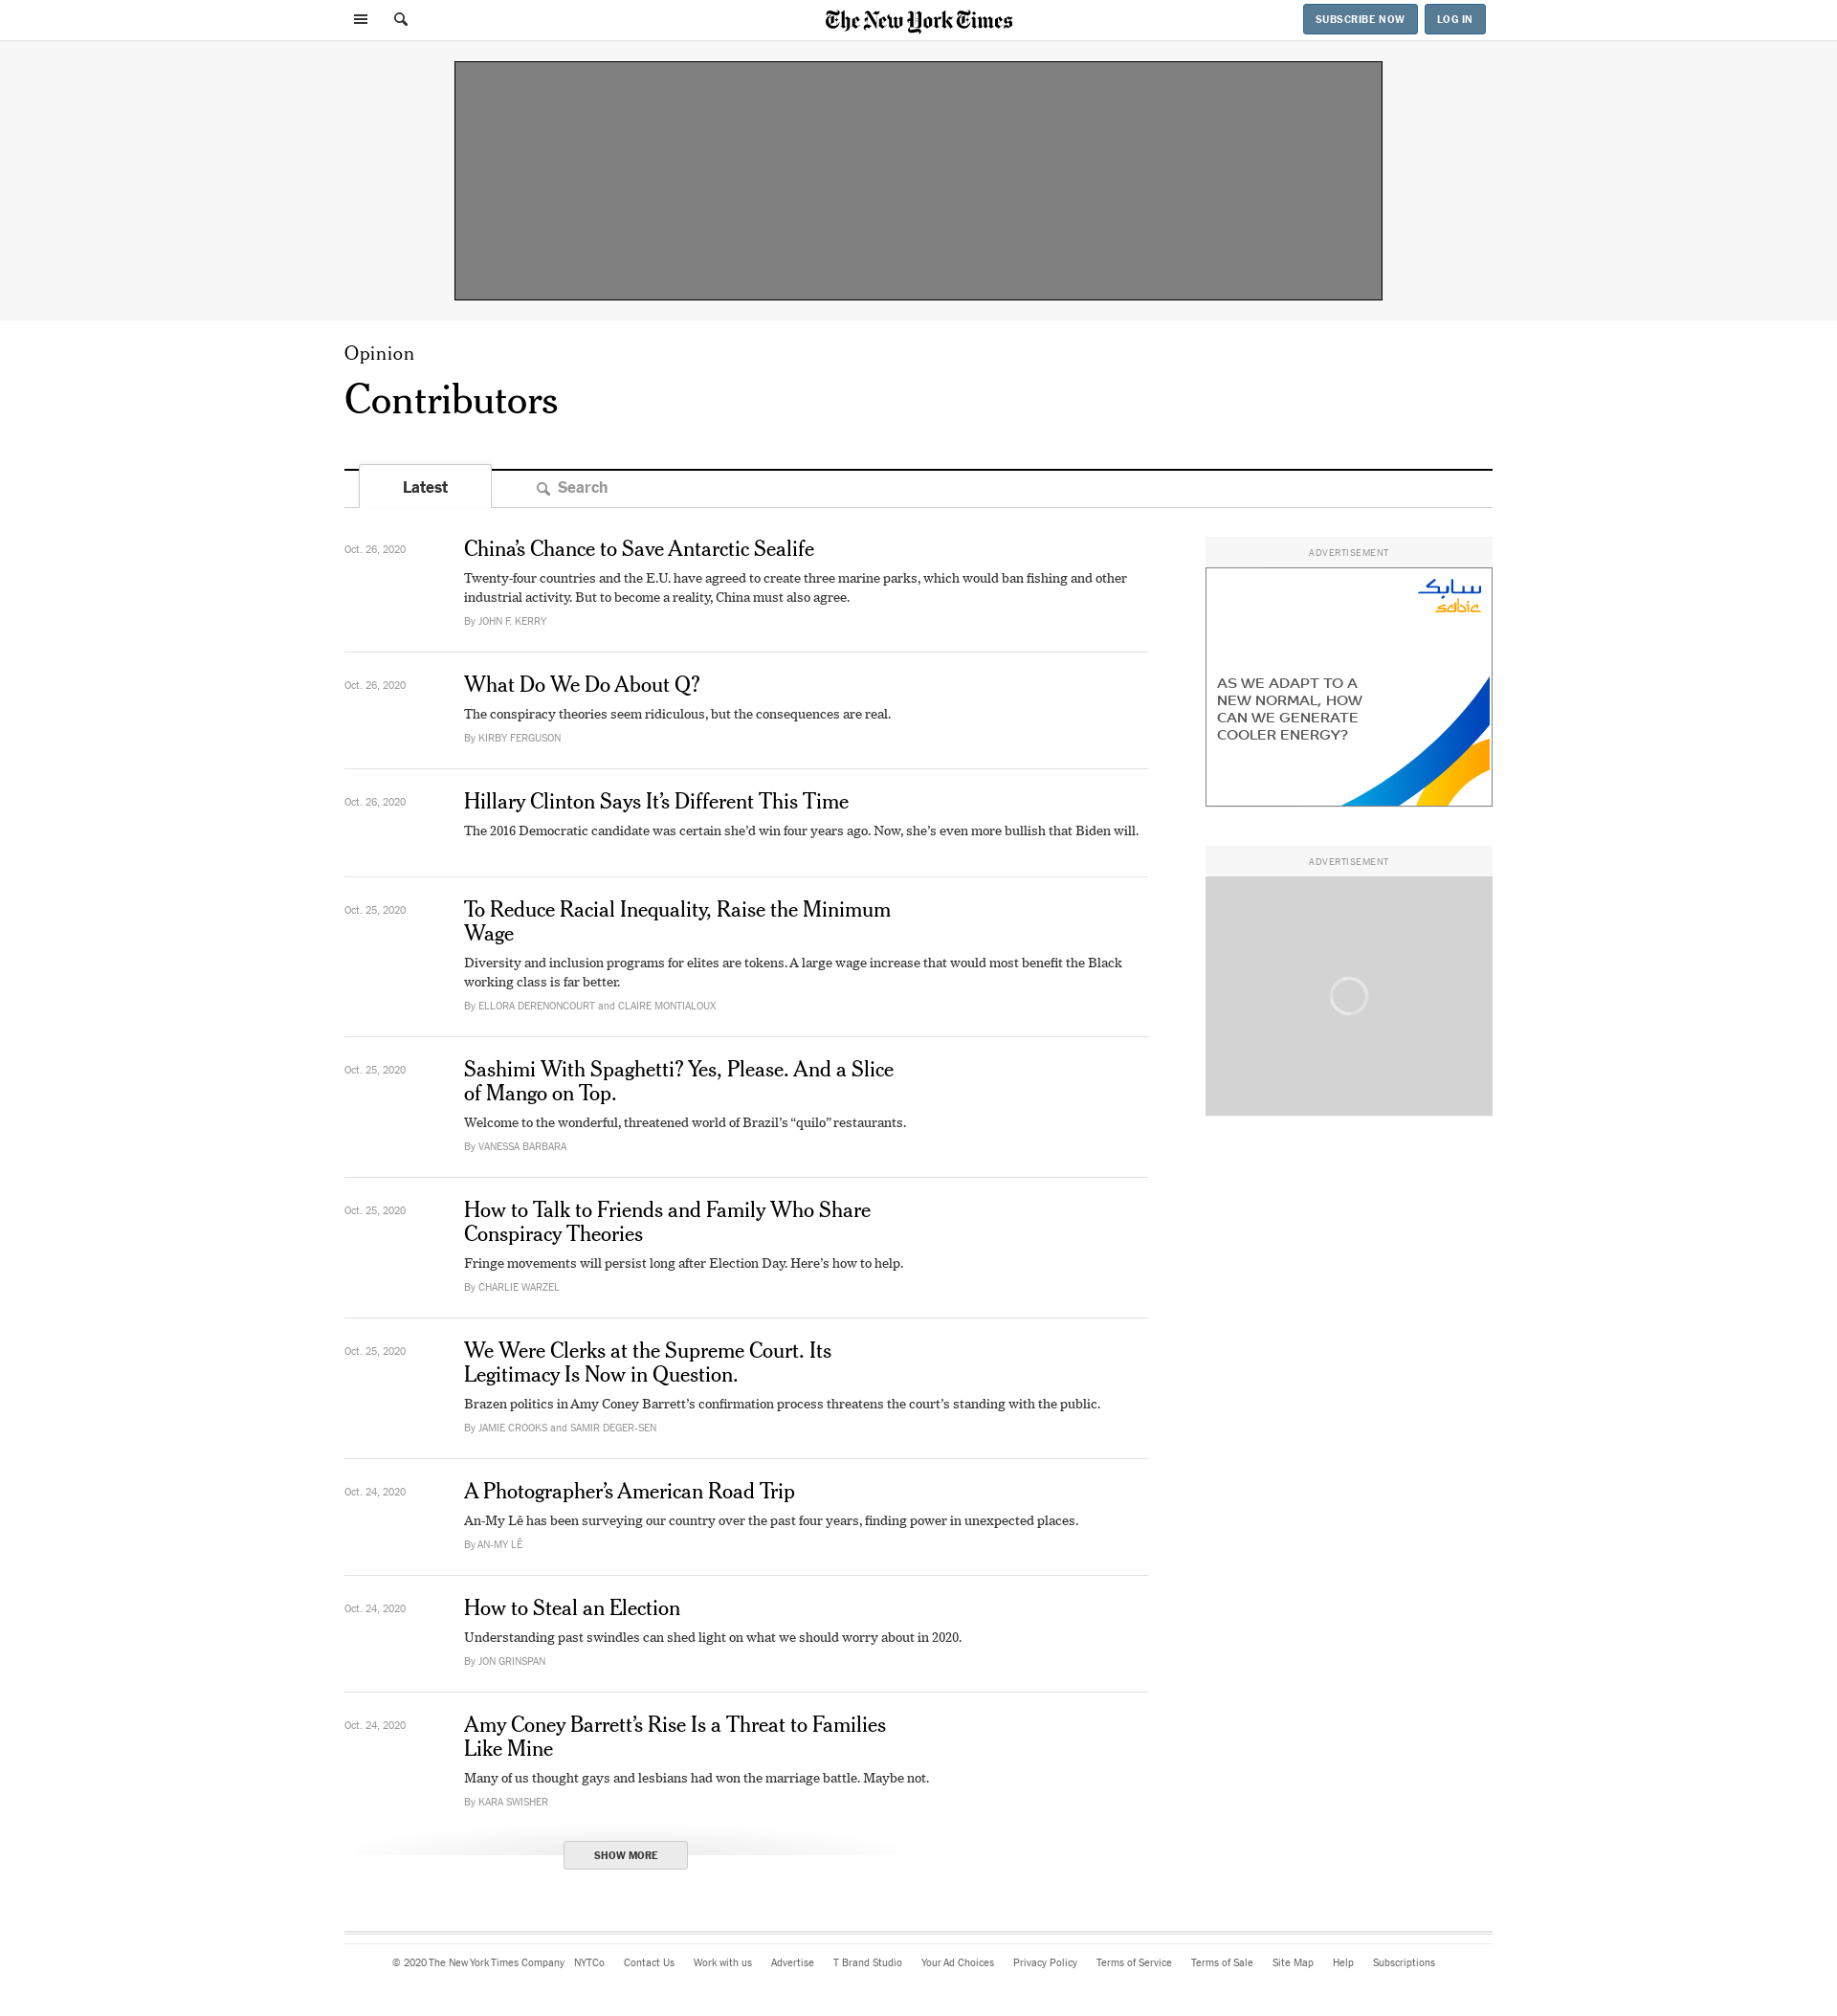 The New York Times
SUBSCRIBE NOW
LOG IN
Opinion
Contributors
Latest
Search
Oct. 26, 2020
China’s Chance to Save Antarctic Sealife
Twenty-four countries and the E.U. have agreed to create three marine parks, which would ban fishing and other
industrial activity. But to become a reality, China must also agree.
By JOHN F. KERRY
Oct. 26, 2020
What Do We Do About Q?
The conspiracy theories seem ridiculous, but the consequences are real.
By KIRBY FERGUSON
Oct. 26, 2020
Hillary Clinton Says It’s Different This Time
The 2016 Democratic candidate was certain she’d win four years ago. Now, she’s even more bullish that Biden will.
Oct. 25, 2020
To Reduce Racial Inequality, Raise the Minimum
Wage
Diversity and inclusion programs for elites are tokens. A large wage increase that would most benefit the Black
working class is far better.
By ELLORA DERENONCOURT and CLAIRE MONTIALOUX
Oct. 25, 2020
Sashimi With Spaghetti? Yes, Please. And a Slice
of Mango on Top.
Welcome to the wonderful, threatened world of Brazil’s “quilo” restaurants.
By VANESSA BARBARA
Oct. 25, 2020
How to Talk to Friends and Family Who Share
Conspiracy Theories
Fringe movements will persist long after Election Day. Here’s how to help.
By CHARLIE WARZEL
Oct. 25, 2020
We Were Clerks at the Supreme Court. Its
Legitimacy Is Now in Question.
Brazen politics in Amy Coney Barrett’s confirmation process threatens the court’s standing with the public.
By JAMIE CROOKS and SAMIR DEGER-SEN
Oct. 24, 2020
A Photographer’s American Road Trip
An-My Lê has been surveying our country over the past four years, finding power in unexpected places.
By AN-MY LÊ
Oct. 24, 2020
How to Steal an Election
Understanding past swindles can shed light on what we should worry about in 2020.
By JON GRINSPAN
Oct. 24, 2020
Amy Coney Barrett’s Rise Is a Threat to Families
Like Mine
Many of us thought gays and lesbians had won the marriage battle. Maybe not.
By KARA SWISHER
SHOW MORE
ADVERTISEMENT
سابك
sabic
AS WE ADAPT TO A
NEW NORMAL, HOW
CAN WE GENERATE
COOLER ENERGY?
ADVERTISEMENT
© 2020 The New York Times Company NYTCo Contact Us Work with us Advertise T Brand Studio Your Ad Choices Privacy Policy Terms of Service Terms of Sale Site Map Help Subscriptions